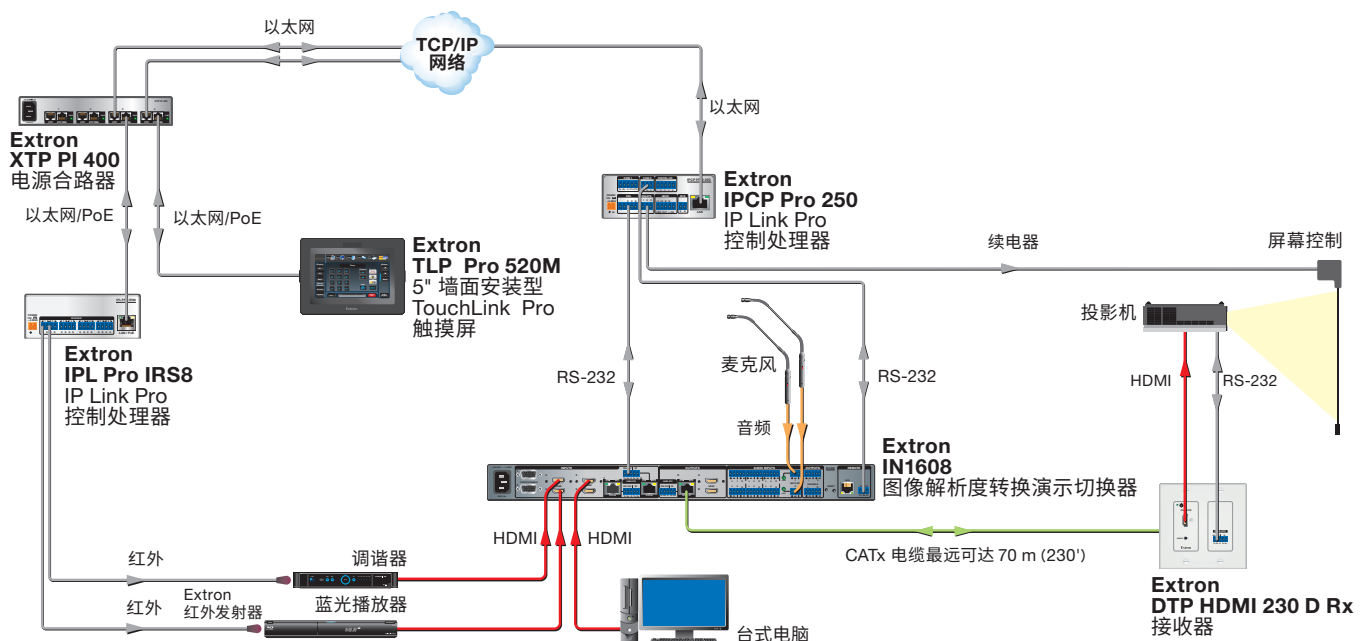 以太网
TCP/IP
网络
以太网
Extron
XTP PI 400
电源合路器
以太网/PoE
以太网/PoE
Extron
TLP Pro 520M
5" 墙面安装型
TouchLink Pro
触摸屏
Extron
IPCP Pro 250
IP Link Pro
控制处理器
续电器
屏幕控制
投影机
Extron
IPL Pro IRS8
IP Link Pro
控制处理器
RS-232
麦克风
RS-232
HDMI
RS-232
音频
Extron
IN1608
图像解析度转换演示切换器
HDMI
HDMI
CATx 电缆最远可达 70 m (230')
红外
调谐器
红外
Extron
红外发射器
蓝光播放器
台式电脑
Extron
DTP HDMI 230 D Rx
接收器